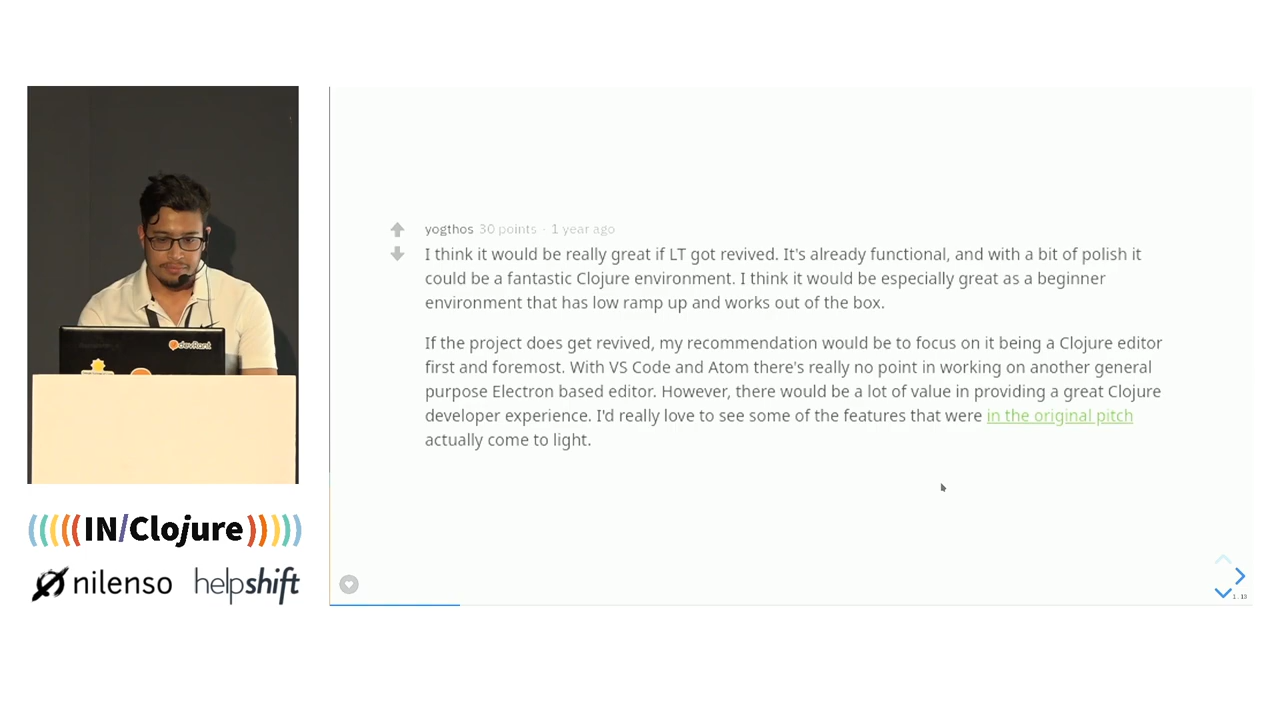 yogthos 30 points · 1 year ago
I think it would be really great if LT got revived. It's already functional, and with a bit of polish it
could be a fantastic Clojure environment. I think it would be especially great as a beginner
environment that has low ramp up and works out of the box.
If the project does get revived, my recommendation would be to focus on it being a Clojure editor
first and foremost. With VS Code and Atom there's really no point in working on another general
purpose Electron based editor. However, there would be a lot of value in providing a great Clojure
developer experience. I'd really love to see some of the features that were in the original pitch
actually come to light.
devRant
((((( IN/Clojure )))))
nilenso helpshift
1.13